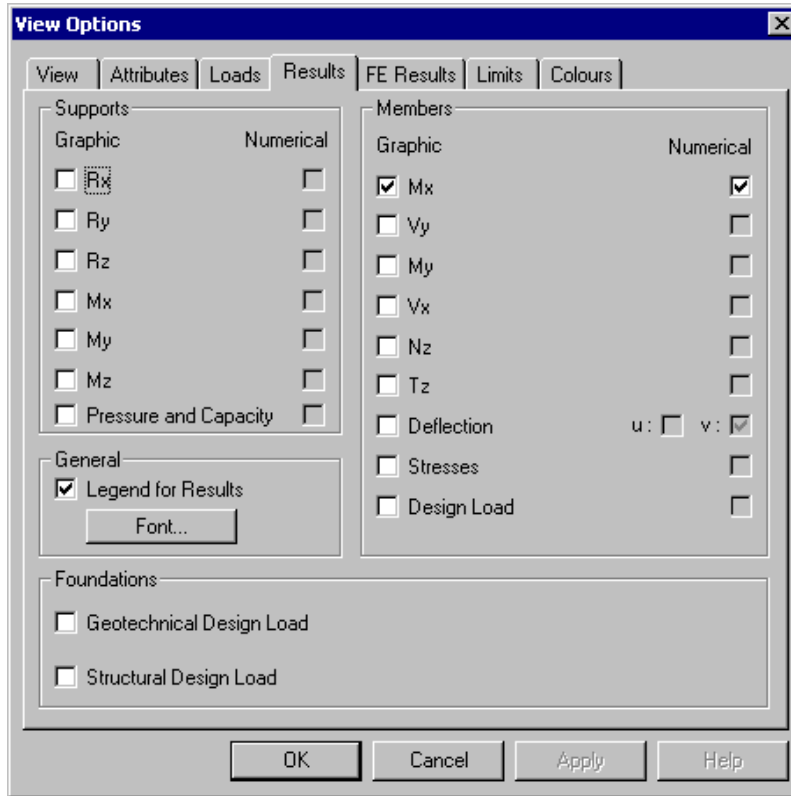 View Options
View Attributes Loads Results FE Results Limits Colours
Supports
Graphic Numerical
Rx
Ry
Rz
Mx
My
Mz
Pressure and Capacity
General
Legend for Results
Font...
Members
Graphic Numerical
Mx
Vy
My
Vx
Nz
Tz
Deflection u: v:
Stresses
Design Load
Foundations
Geotechnical Design Load
Structural Design Load
OK Cancel Apply Help